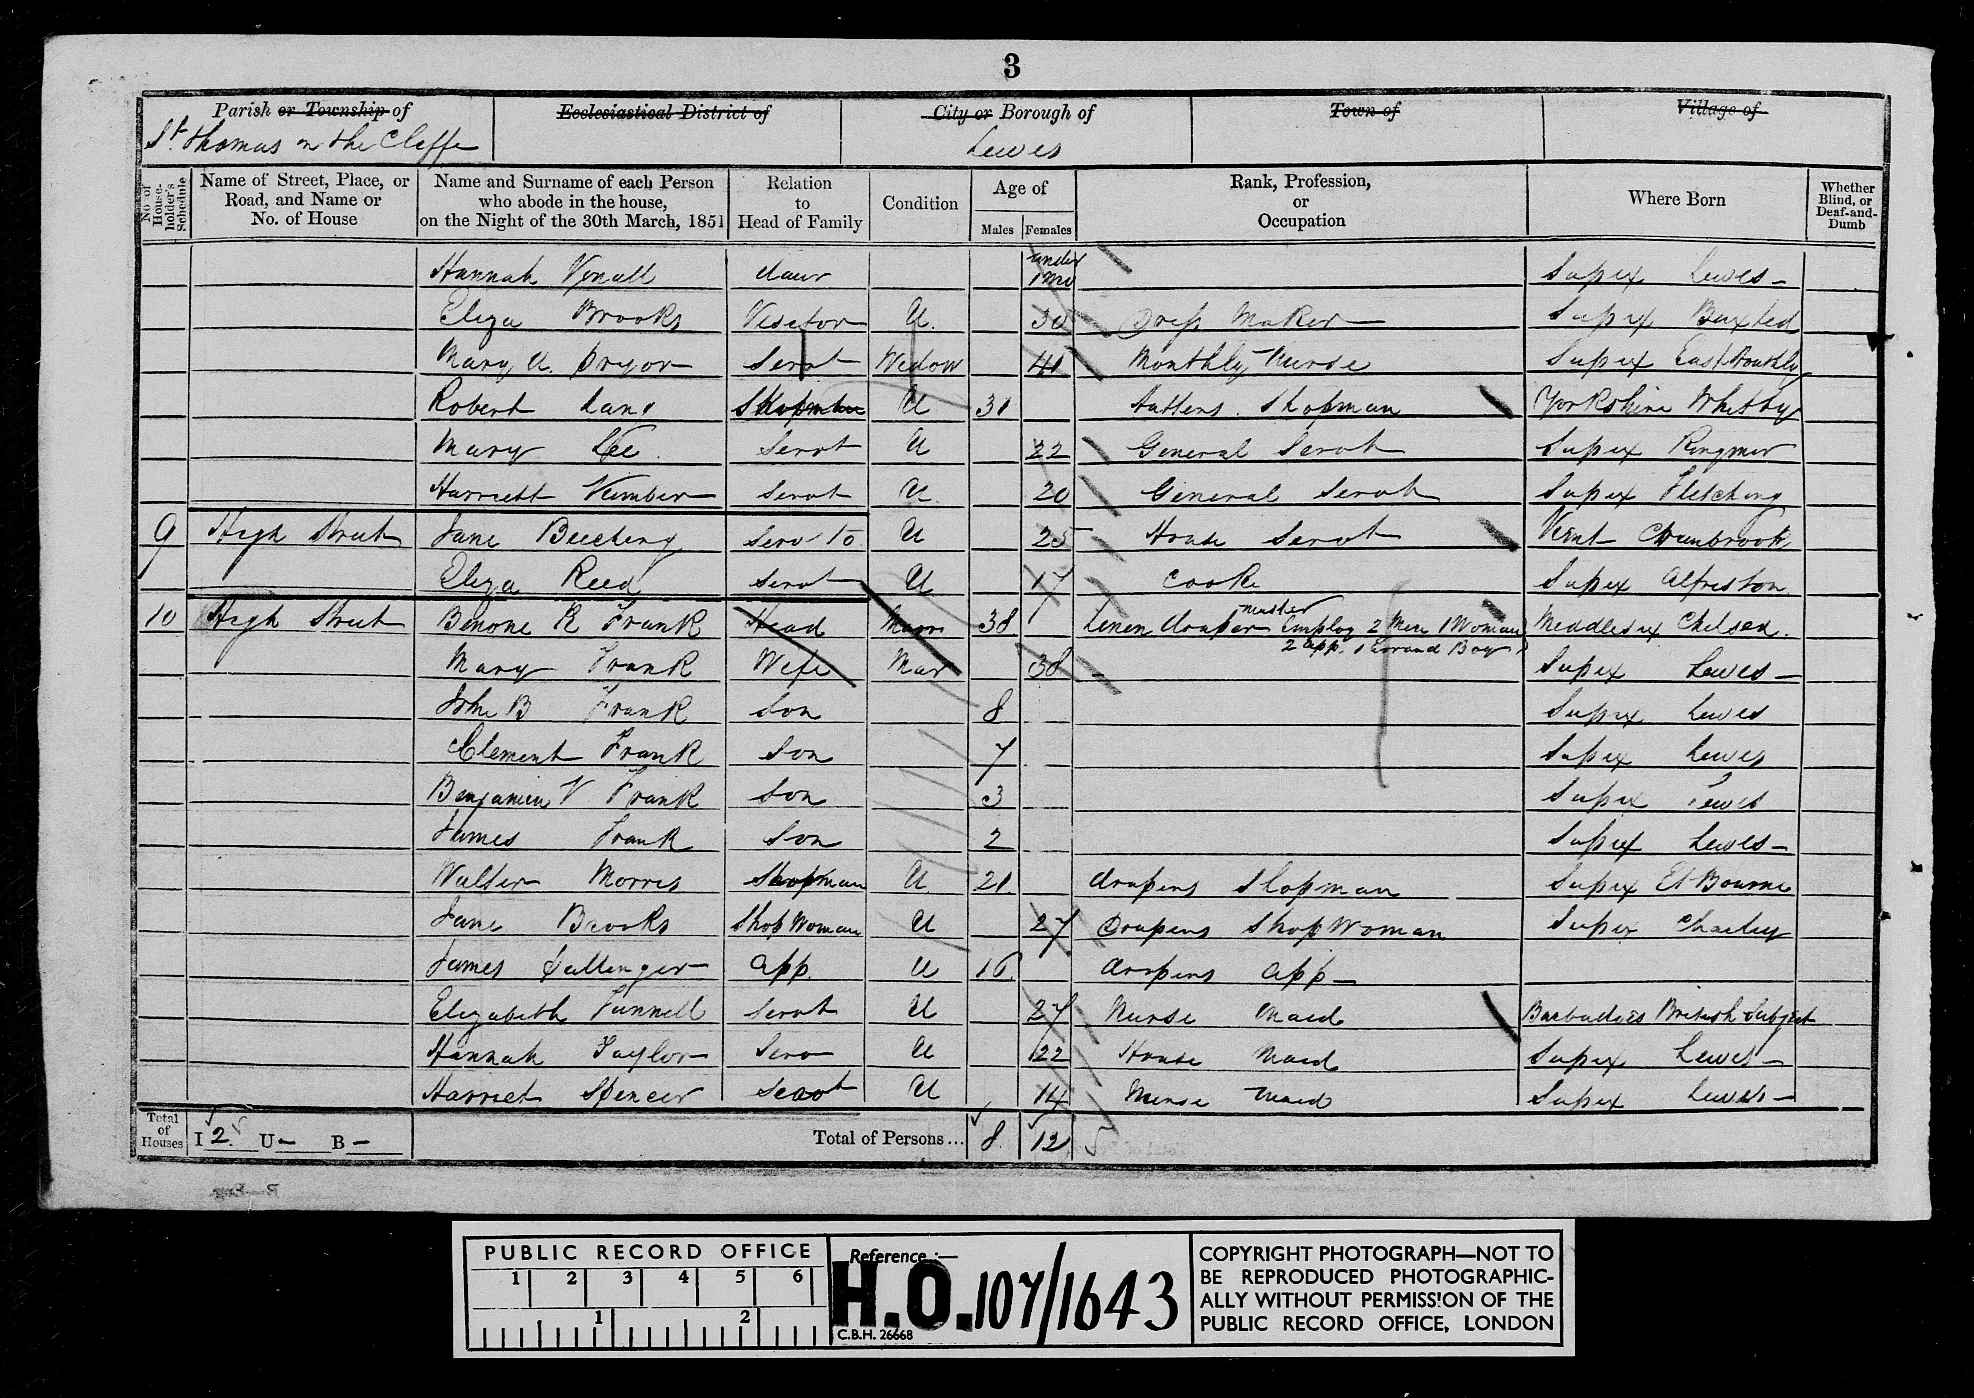 3
Parish or Township of Ecclesiastical District of City or Borough of Town of Village of
St. Thomas in the Cliffe Lewes
No. of House-holder's Schedule Name of Street, Place, or Road, and Name or No. of House Name and Surname of each Person who abode in the house, on the Night of the 30th March, 1851 Relation to Head of Family Condition Age of Males Females Rank, Profession, or Occupation Where Born Whether Blind, or Deaf-and-Dumb
Hannah Vinall Daur under 1 Mo Sussex Lewes
Eliza Brooks Visitor U. 30 Dress Maker Sussex Buxted
Mary A. Pryor Servt Widow 41 Monthly Nurse Sussex East Hoathly
Robert Shopman U 31 Shopman Yorkshire Whitby
Mary Lee Servt U 22 General Servt Sussex Ringmer
Harriett Servt U. 20 General Servt Sussex Fletching
9 High Street Jane Beeching Serv to U 25 House Servt Kent Cranbrook
Eliza Reed Servt U 17 Cook Sussex Alfriston
10 High Street Benone R Frank Head Marr 38 Linen draper master Employ 2 Men 1 Woman Middlesex Chelsea.
2 App. 1 Errand Boy
Mary Frank Wife Mar 38 Sussex Lewes
John B Frank Son 8 Sussex Lewes
Clement Frank Son 7 Sussex Lewes
Benjamin V Frank Son 3 Sussex Lewes
James Frank Son 2 Sussex Lewes
Walter Morris Shopman U 21 drapers Shopman Sussex Et Bourne
Jane Brooks Shop Woman U 27 Drapers Shop Woman Sussex Chailey
James App. U 16 drapers App
Elizabeth Funnell Servt U 27 Nurse Maid Barbadoes British Subject
Hannah Taylor Serv U 22 House Maid Sussex Lewes
Harriet Spencer Servt U 14 Nurse Maid Sussex Lewes
Total of Houses I 2 U — B — Total of Persons... 8 12
PUBLIC RECORD OFFICE
1 2 3 4 5 6
1 2
Reference :—
H.O. 107/1643
C.B.H. 26668
COPYRIGHT PHOTOGRAPH—NOT TO
BE REPRODUCED PHOTOGRAPHIC-
ALLY WITHOUT PERMISSION OF THE
PUBLIC RECORD OFFICE, LONDON